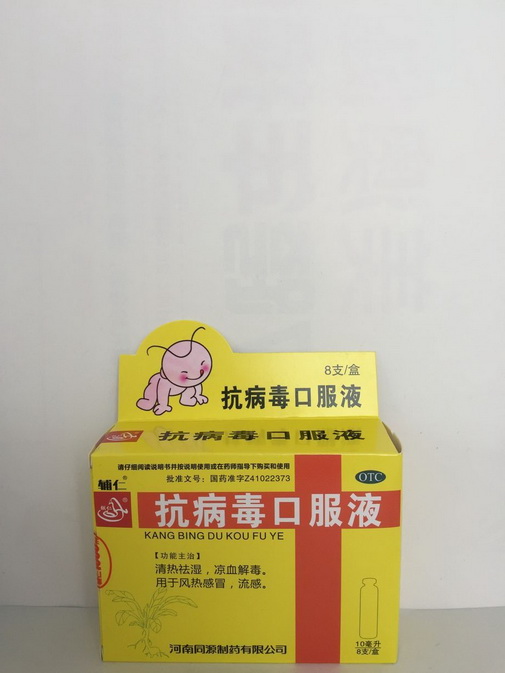 8支/盒
抗病毒口服液
抗病毒口服液
请仔细阅读说明书并按说明使用或在药师指导下购买和使用
辅仁®
批准文号：国药准字Z41022373
OTC
抗病毒口服液
KANG BING DU KOU FU YE
【功能主治】
清热祛湿，凉血解毒。
用于风热感冒，流感。
10毫升
8支/盒
河南同源制药有限公司